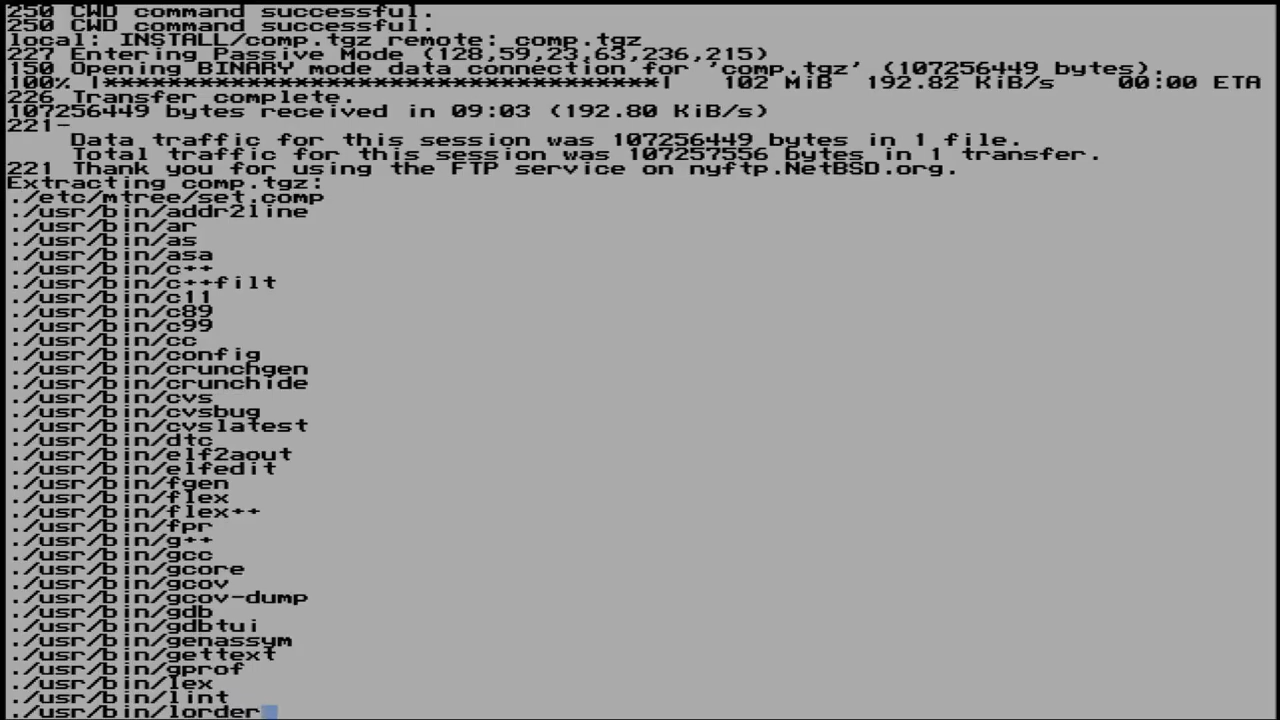 250 CWD command successful.
250 CWD command successful.
local: INSTALL/comp.tgz remote: comp.tgz
227 Entering Passive Mode (128,59,23,63,236,215)
150 Opening BINARY mode data connection for 'comp.tgz' (107256449 bytes).
100% |***********************************| 102 MiB 192.82 KiB/s 00:00 ETA
226 Transfer complete.
107256449 bytes received in 09:03 (192.80 KiB/s)
221-
Data traffic for this session was 107256449 bytes in 1 file.
Total traffic for this session was 107257556 bytes in 1 transfer.
221 Thank you for using the FTP service on nyftp.NetBSD.org.
Extracting comp.tgz:
./etc/mtree/set.comp
./usr/bin/addr2line
./usr/bin/ar
./usr/bin/as
./usr/bin/asa
./usr/bin/c++
./usr/bin/c++filt
./usr/bin/c11
./usr/bin/c89
./usr/bin/c99
./usr/bin/cc
./usr/bin/config
./usr/bin/crunchgen
./usr/bin/crunchide
./usr/bin/cvs
./usr/bin/cvsbug
./usr/bin/cvslatest
./usr/bin/dtc
./usr/bin/elf2aout
./usr/bin/elfedit
./usr/bin/fgen
./usr/bin/flex
./usr/bin/flex++
./usr/bin/fpr
./usr/bin/g++
./usr/bin/gcc
./usr/bin/gcore
./usr/bin/gcov
./usr/bin/gcov-dump
./usr/bin/gdb
./usr/bin/gdbtui
./usr/bin/genassym
./usr/bin/gettext
./usr/bin/gprof
./usr/bin/lex
./usr/bin/lint
./usr/bin/lorder